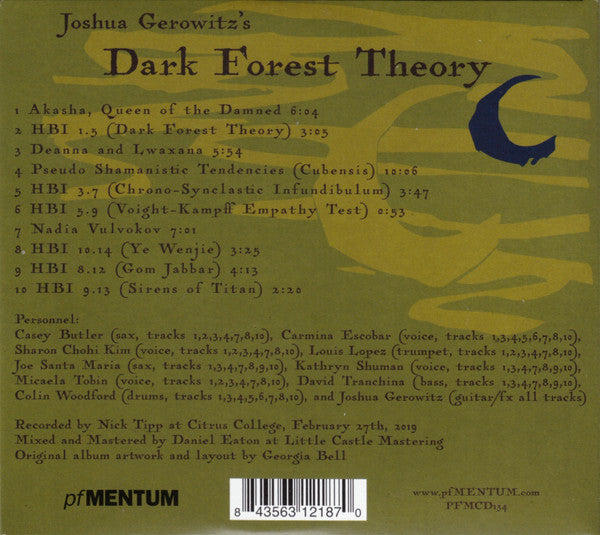 Joshua Gerowitz's
Dark Forest Theory
1 Akasha, Queen of the Damned 6:04
2 HBI 1.5 (Dark Forest Theory) 3:05
3 Deanna and Lwaxana 5:54
4 Pseudo Shamanistic Tendencies (Cubensis) 10:06
5 HBI 3.7 (Chrono-Synclastic Infundibulum) 3:47
6 HBI 5.9 (Voight-Kampff Empathy Test) 0:53
7 Nadia Vulvokov 7:01
8 HBI 10.14 (Ye Wenjie) 3:25
9 HBI 8.12 (Gom Jabbar) 4:13
10 HBI 9.13 (Sirens of Titan) 2:20
Personnel:
Casey Butler (sax, tracks 1,2,3,4,7,8,10), Carmina Escobar (voice, tracks 1,3,4,5,6,7,8,10),
Sharon Chohi Kim (voice, tracks 1,2,3,4,7,8,10), Louis Lopez (trumpet, tracks 1,2,3,4,7,8,10),
Joe Santa Maria (sax, tracks 1,3,4,7,8,9,10), Kathryn Shuman (voice, tracks 1,3,4,7,8,9,10),
Micaela Tobin (voice, tracks 1,2,3,4,7,8,10), David Tranchina (bass, tracks 1,3,4,7,8,9,10),
Colin Woodford (drums, tracks 1,3,4,5,6,7,8,10), and Joshua Gerowitz (guitar/fx all tracks)
Recorded by Nick Tipp at Citrus College, February 27th, 2019
Mixed and Mastered by Daniel Eaton at Little Castle Mastering
Original album artwork and layout by Georgia Bell
pfMENTUM
8 43563 12187 0
www.pfMENTUM.com
PFMCD134